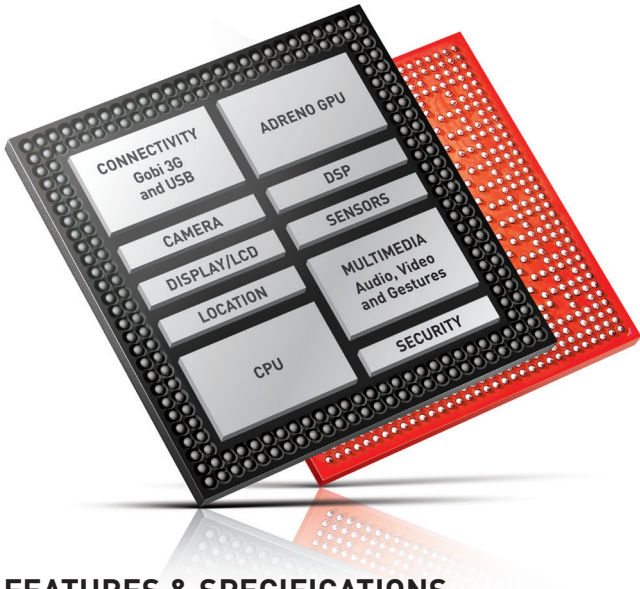 CONNECTIVITY
Gobi 3G
and USB
ADRENO GPU
CAMERA
DSP
DISPLAY/LCD
SENSORS
LOCATION
MULTIMEDIA
Audio, Video
and Gestures
CPU
SECURITY
FEATURES & SPECIFICATIONS